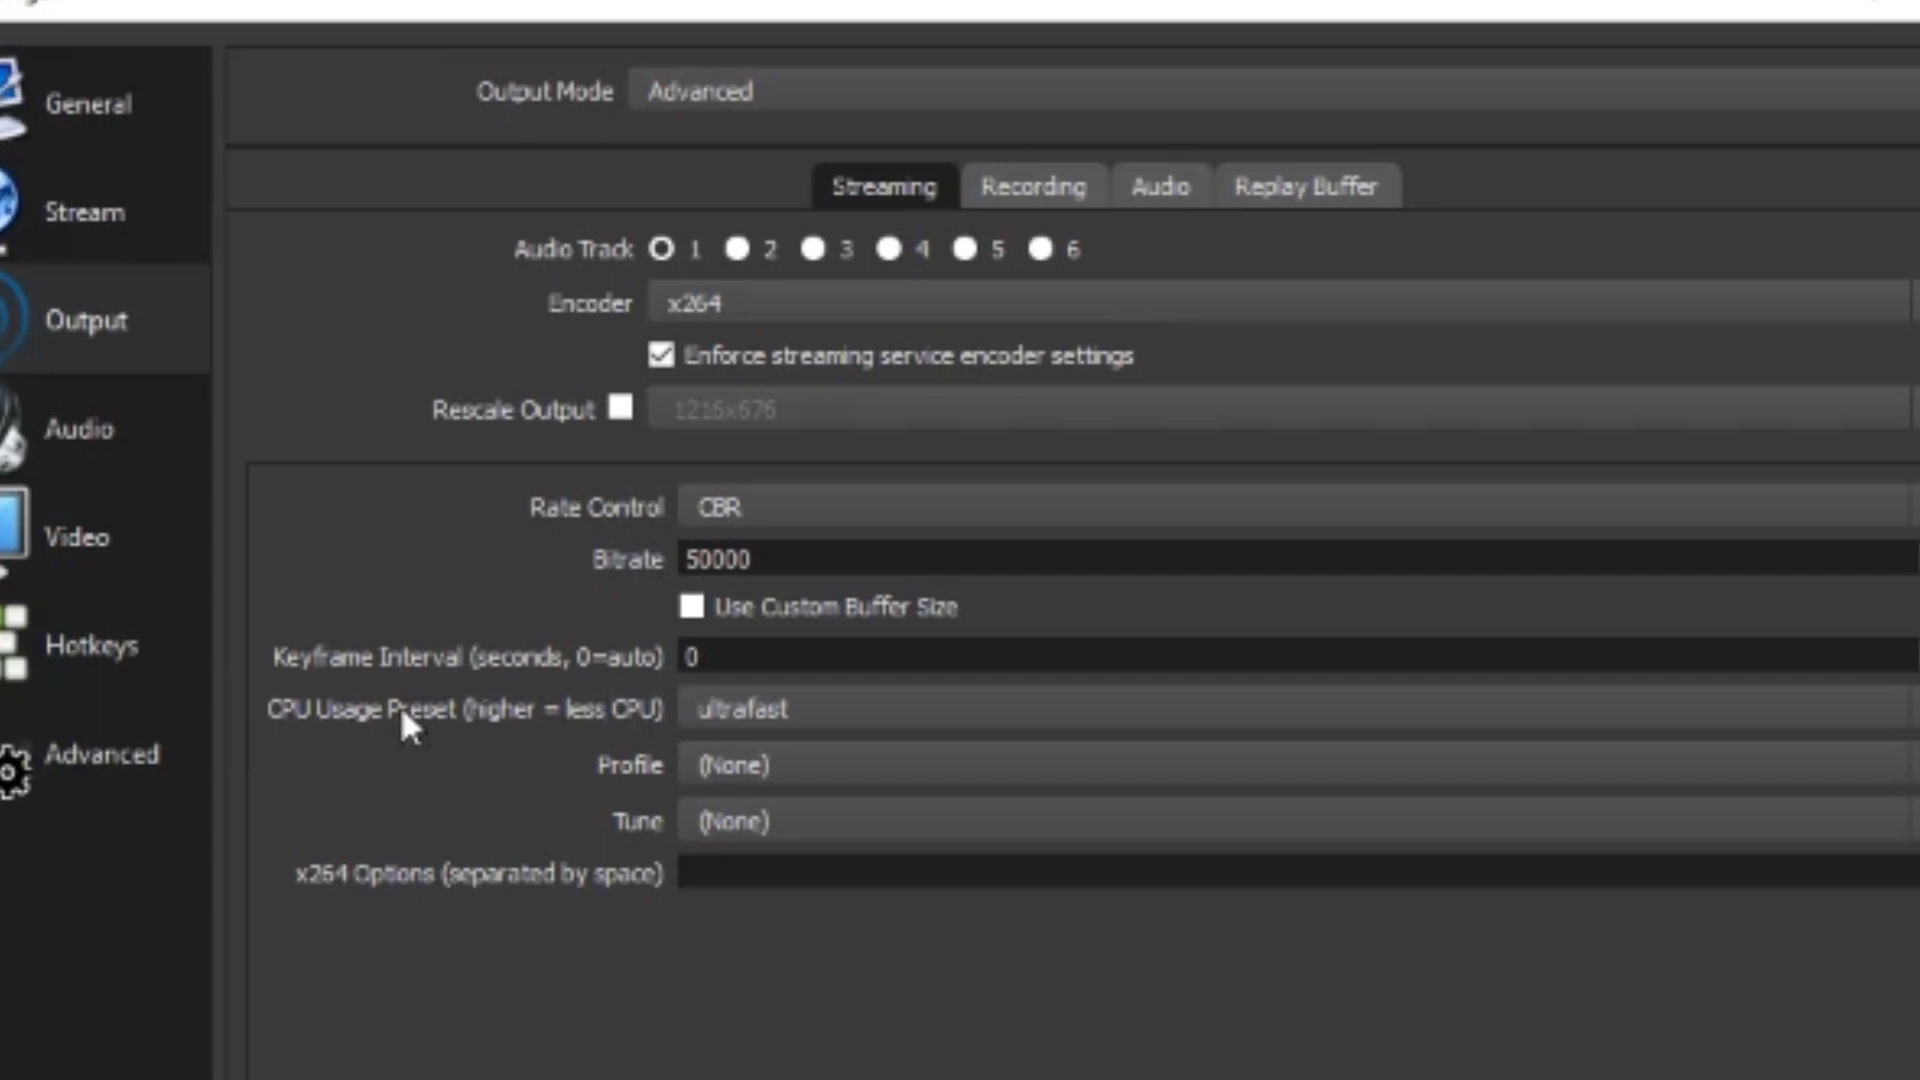 General
Stream
Output
Audio
Video
Hotkeys
Advanced
Output Mode Advanced
Streaming Recording Audio Replay Buffer
Audio Track 1 2 3 4 5 6
Encoder x264
Enforce streaming service encoder settings
Rescale Output 1216x676
Rate Control CBR
Bitrate 50000
Use Custom Buffer Size
Keyframe Interval (seconds, 0=auto) 0
CPU Usage Preset (higher = less CPU) ultrafast
Profile (None)
Tune (None)
x264 Options (separated by space)